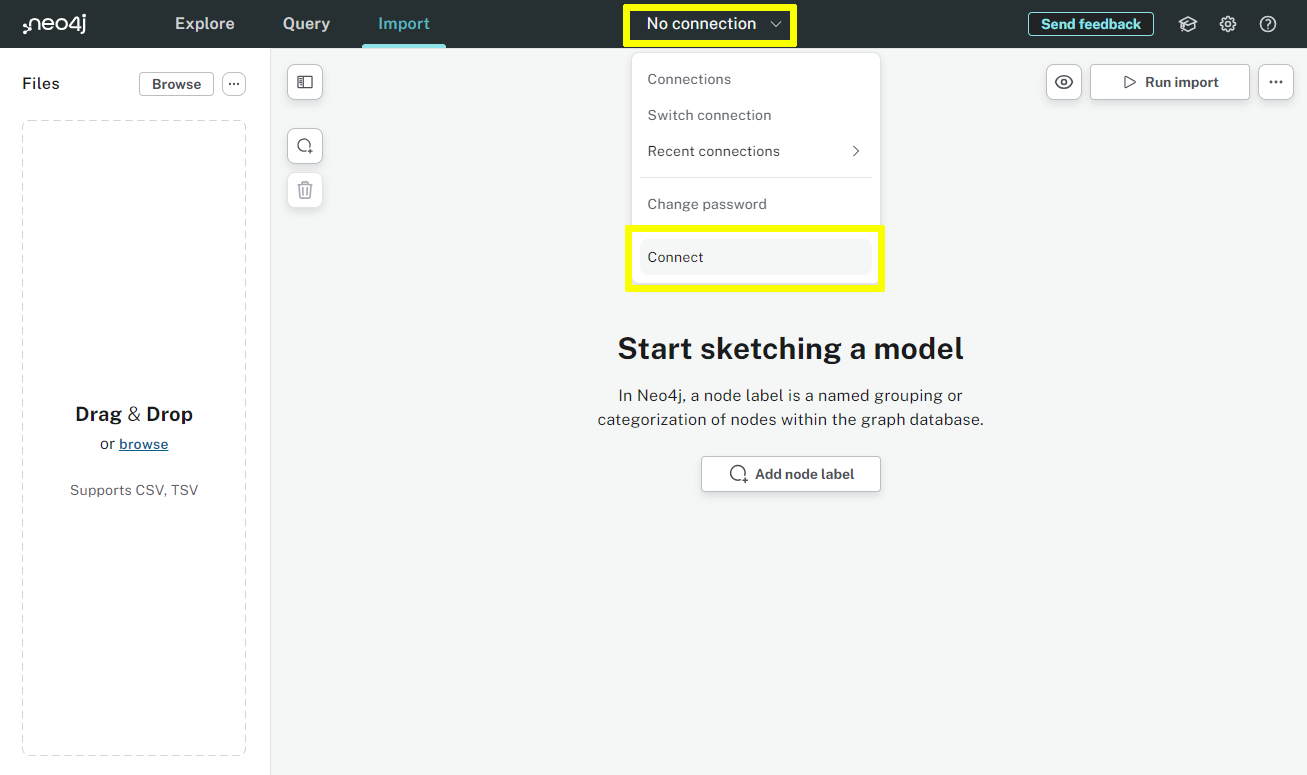 neo4j
Explore
Query
Import
No connection
Send feedback
Files
Browse
Connections
Switch connection
Recent connections
Change password
Connect
Run import
Drag & Drop
or browse
Supports CSV, TSV
Start sketching a model
In Neo4j, a node label is a named grouping or
categorization of nodes within the graph database.
Add node label